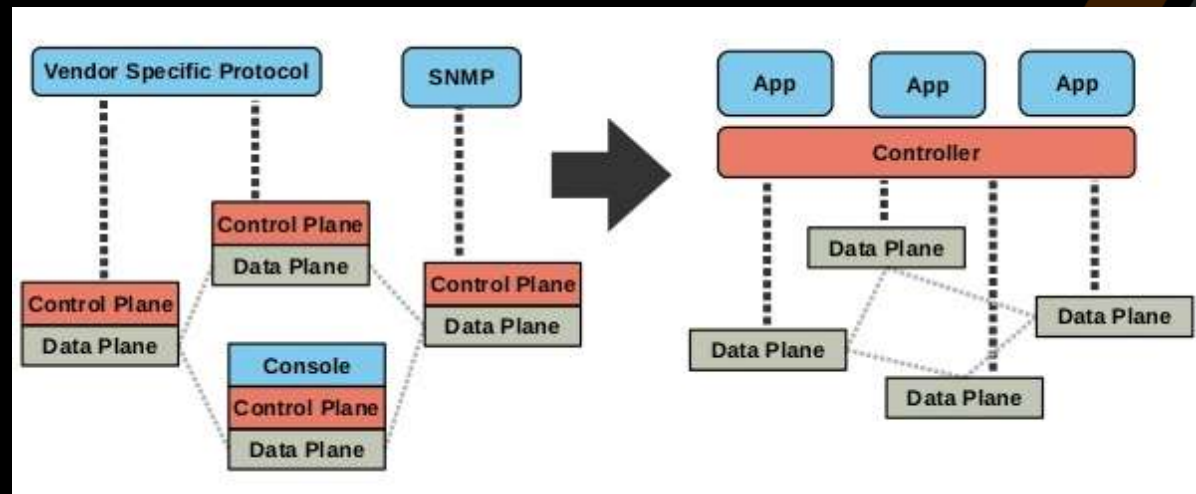 Vendor Specific Protocol
SNMP
Control Plane
Data Plane
Control Plane
Data Plane
Console
Control Plane
Data Plane
Control Plane
Data Plane
App
App
App
Controller
Data Plane
Data Plane
Data Plane
Data Plane